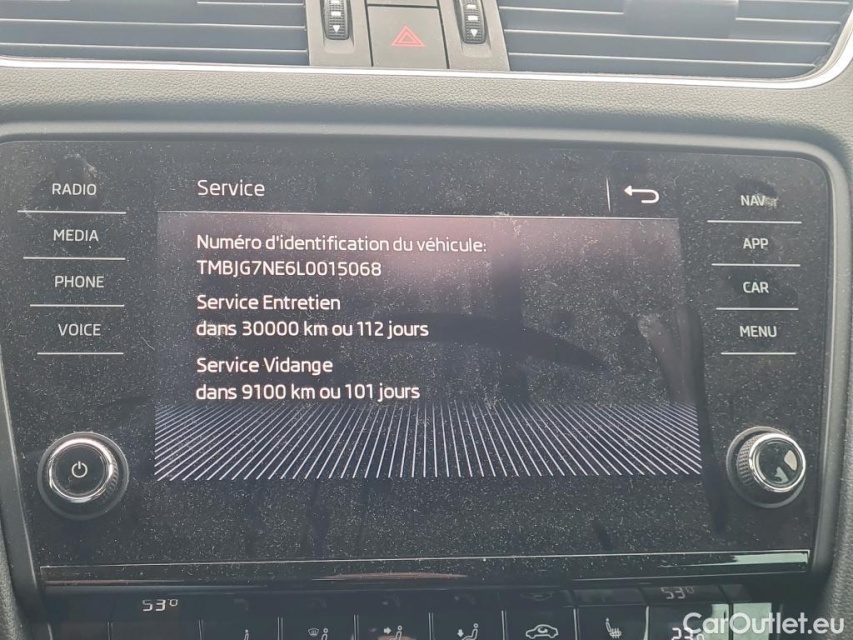 RADIO
MEDIA
PHONE
VOICE
Service
Numéro d'identification du véhicule:
TMBJG7NE6L0015068
Service Entretien
dans 30000 km ou 112 jours
Service Vidange
dans 9100 km ou 101 jours
NAV
APP
CAR
MENU
53°
53°
CarOutlet.eu